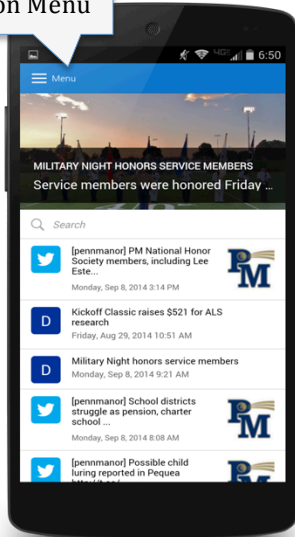 on Menu
4G 6:50
Menu
MILITARY NIGHT HONORS SERVICE MEMBERS
Service members were honored Friday ...
Search
[pennmanor] PM National Honor
Society members, including Lee
Este...
Monday, Sep 8, 2014 3:14 PM
PM
D
Kickoff Classic raises $521 for ALS
research
Friday, Aug 29, 2014 10:51 AM
D
Military Night honors service members
Monday, Sep 8, 2014 9:21 AM
[pennmanor] School districts
struggle as pension, charter
school ...
Monday, Sep 8, 2014 8:08 AM
PM
[pennmanor] Possible child
luring reported in Pequea
PM